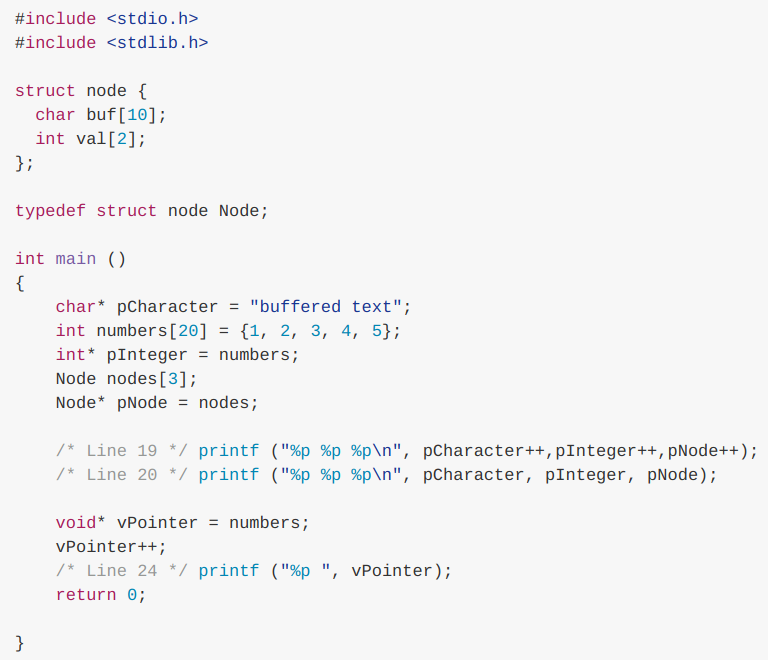 #include <stdio.h>
#include <stdlib.h>

struct node {
  char buf[10];
  int val[2];
};

typedef struct node Node;

int main ()
{
    char* pCharacter = "buffered text";
    int numbers[20] = {1, 2, 3, 4, 5};
    int* pInteger = numbers;
    Node nodes[3];
    Node* pNode = nodes;

    /* Line 19 */ printf ("%p %p %p\n", pCharacter++,pInteger++,pNode++);
    /* Line 20 */ printf ("%p %p %p\n", pCharacter, pInteger, pNode);

    void* vPointer = numbers;
    vPointer++;
    /* Line 24 */ printf ("%p ", vPointer);
    return 0;

}